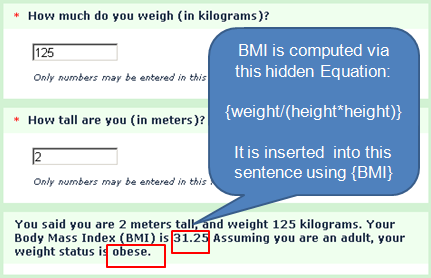 * How much do you weigh (in kilograms)?
125
Only numbers may be entered in this
* How tall are you (in meters)?
2
Only numbers may be entered in this
BMI is computed via
this hidden Equation:
{weight/(height*height)}
It is inserted into this
sentence using {BMI}
You said you are 2 meters tall, and weight 125 kilograms. Your
Body Mass Index (BMI) is 31.25 Assuming you are an adult, your
weight status is obese.